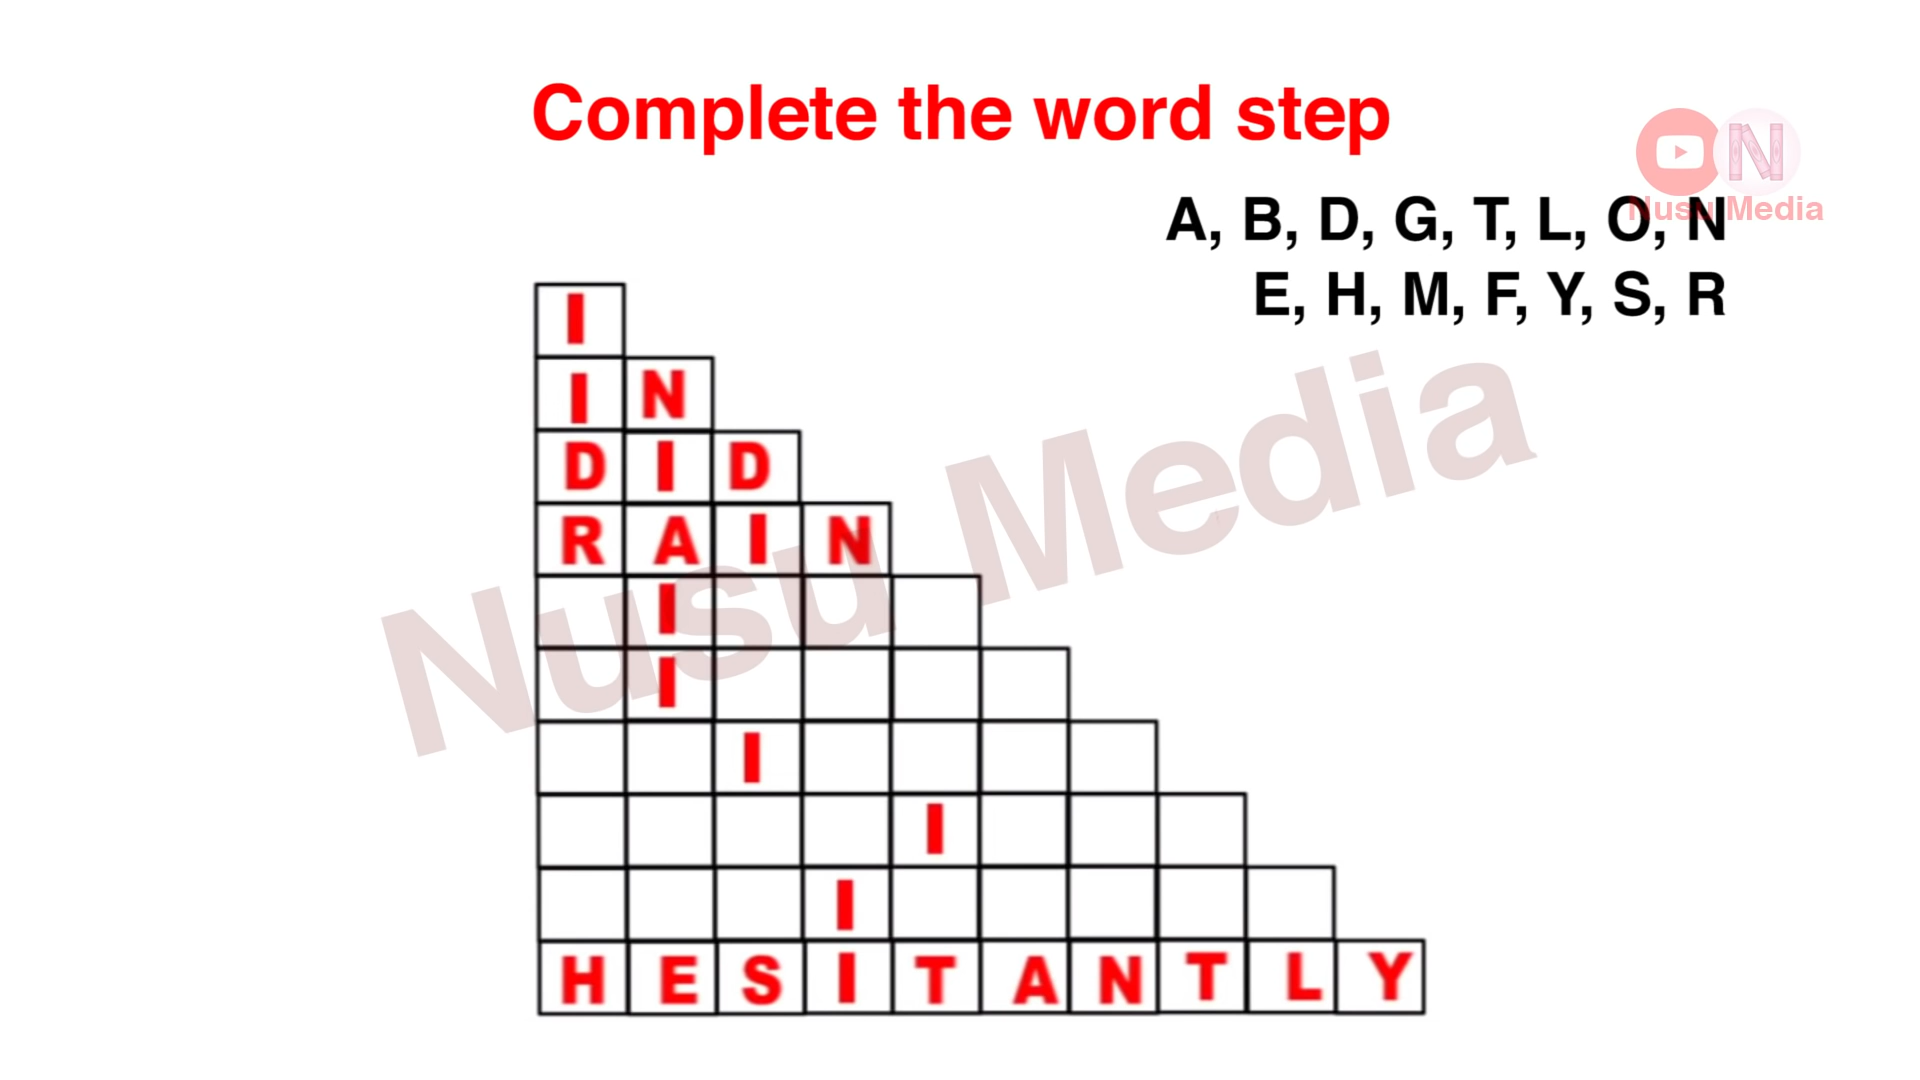 Complete the word step
Nusu Media
A, B, D, G, T, L, O, N
E, H, M, F, Y, S, R
I
I N
D I D
R A I N
I
I
I
I
I
H E S I T A N T L Y
Nusu Media